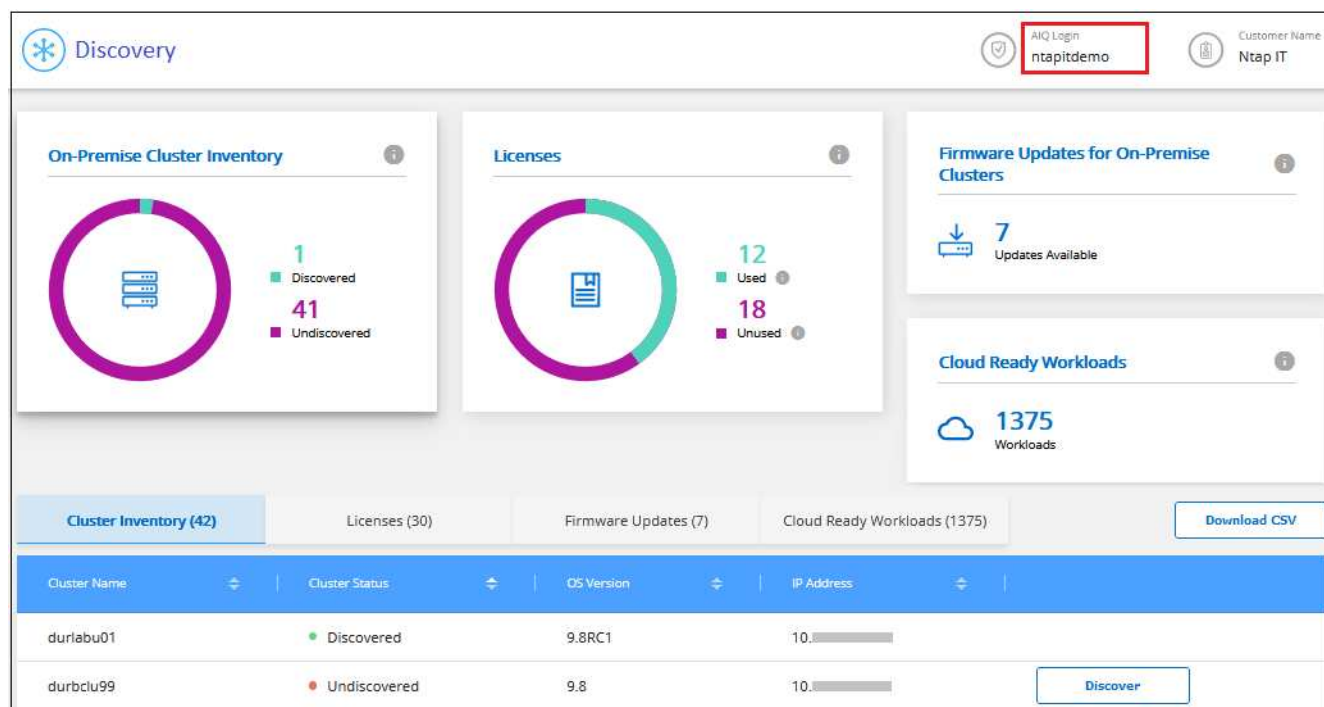 Discovery
AIQ Login
ntapitdemo
Customer Name
Ntap IT
On-Premise Cluster Inventory
1
Discovered
41
Undiscovered
Licenses
12
Used
18
Unused
Firmware Updates for On-Premise
Clusters
7
Updates Available
Cloud Ready Workloads
1375
Workloads
Cluster Inventory (42)
Licenses (30)
Firmware Updates (7)
Cloud Ready Workloads (1375)
Download CSV
Cluster Name
Cluster Status
OS Version
IP Address
durlabu01
Discovered
9.8RC1
10.
durbclu99
Undiscovered
9.8
10.
Discover